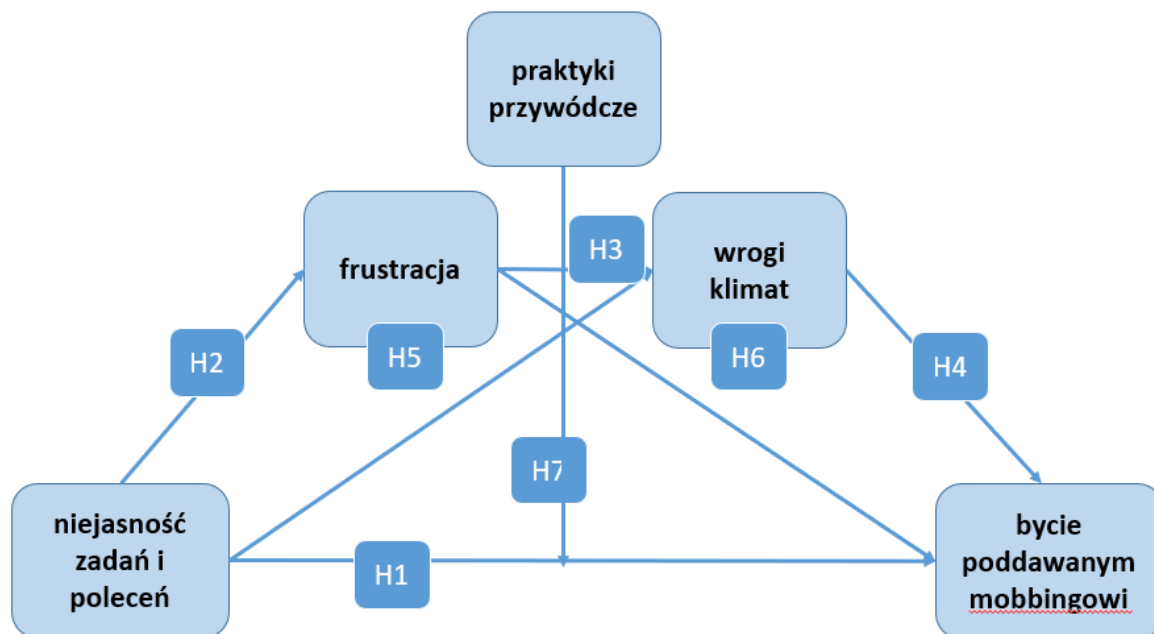 praktyki
przywódcze
frustracja
H3
wrogi
klimat
H2
H5
H6
H4
H7
niejasność
zadań i
poleceń
H1
bycie
poddawanym
mobbingowi